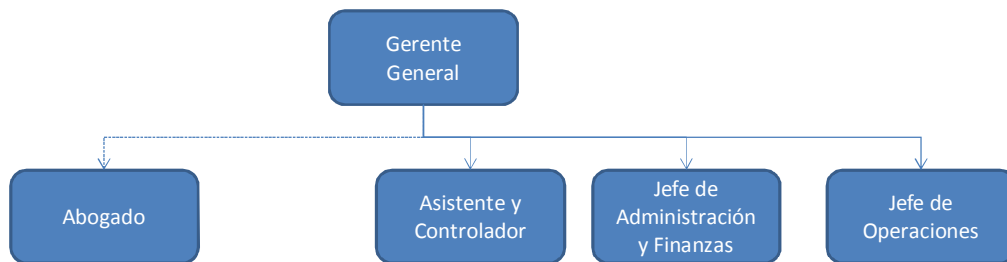 Gerente
General
Abogado
Asistente y
Controlador
Jefe de
Administración
y Finanzas
Jefe de
Operaciones